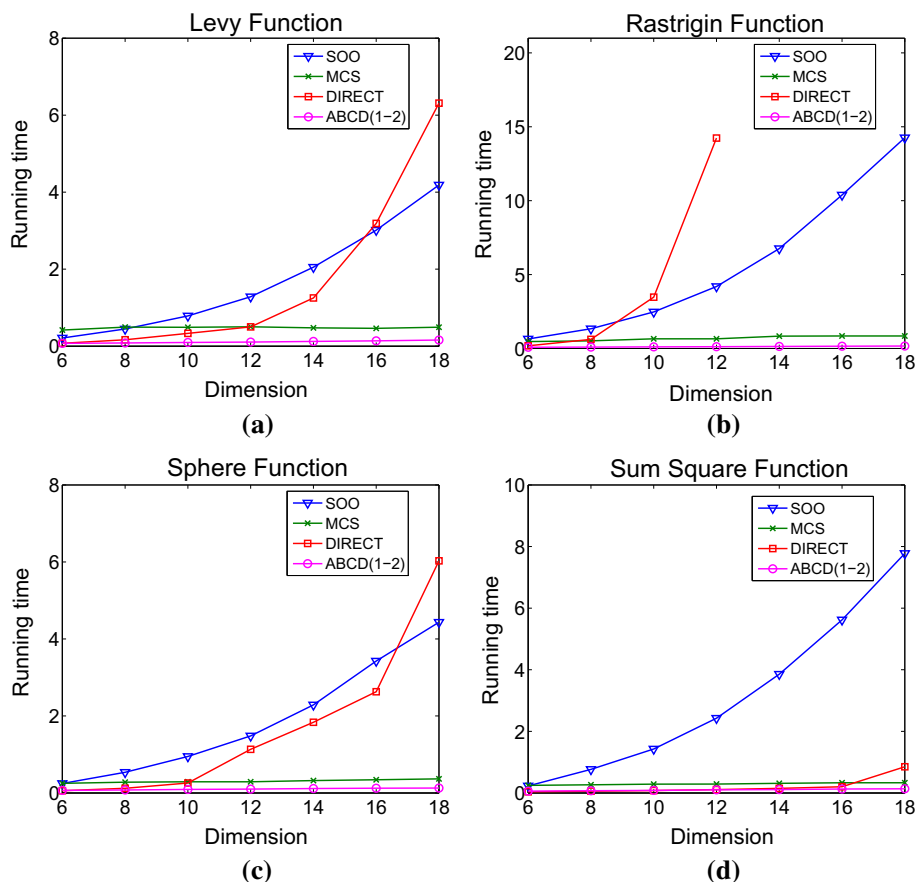 Levy Function
8
6
4
2
0
Running time
SOO
MCS
DIRECT
ABCD(1−2)
6 8 10 12 14 16 18
Dimension
(a)
Rastrigin Function
20
15
10
5
0
Running time
SOO
MCS
DIRECT
ABCD(1−2)
6 8 10 12 14 16 18
Dimension
(b)
Sphere Function
8
6
4
2
0
Running time
SOO
MCS
DIRECT
ABCD(1−2)
6 8 10 12 14 16 18
Dimension
(c)
Sum Square Function
10
8
6
4
2
0
Running time
SOO
MCS
DIRECT
ABCD(1−2)
6 8 10 12 14 16 18
Dimension
(d)